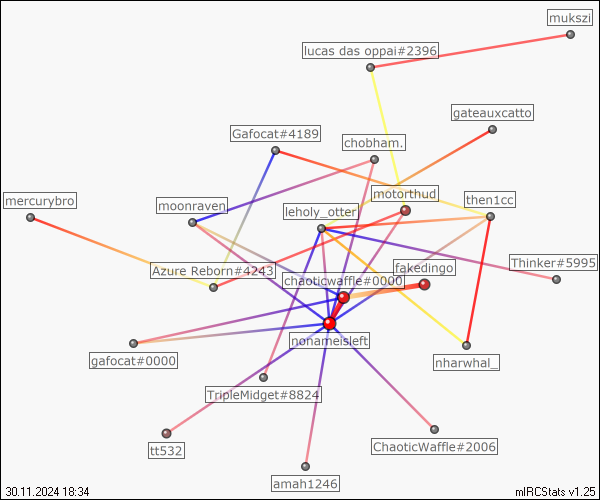 mukszi
lucas das oppai#2396
gateauxcatto
Gafocat#4189
chobham.
mercurybro
moonraven
motorthud
then1cc
leholy_otter
Azure Reborn#4243
Thinker#5995
fakedingo
chaoticwaffle#0000
nonameisleft
gafocat#0000
nharwhal_
TripleMidget#8824
tt532
ChaoticWaffle#2006
amah1246
30.11.2024 18:34
mIRCStats v1.25